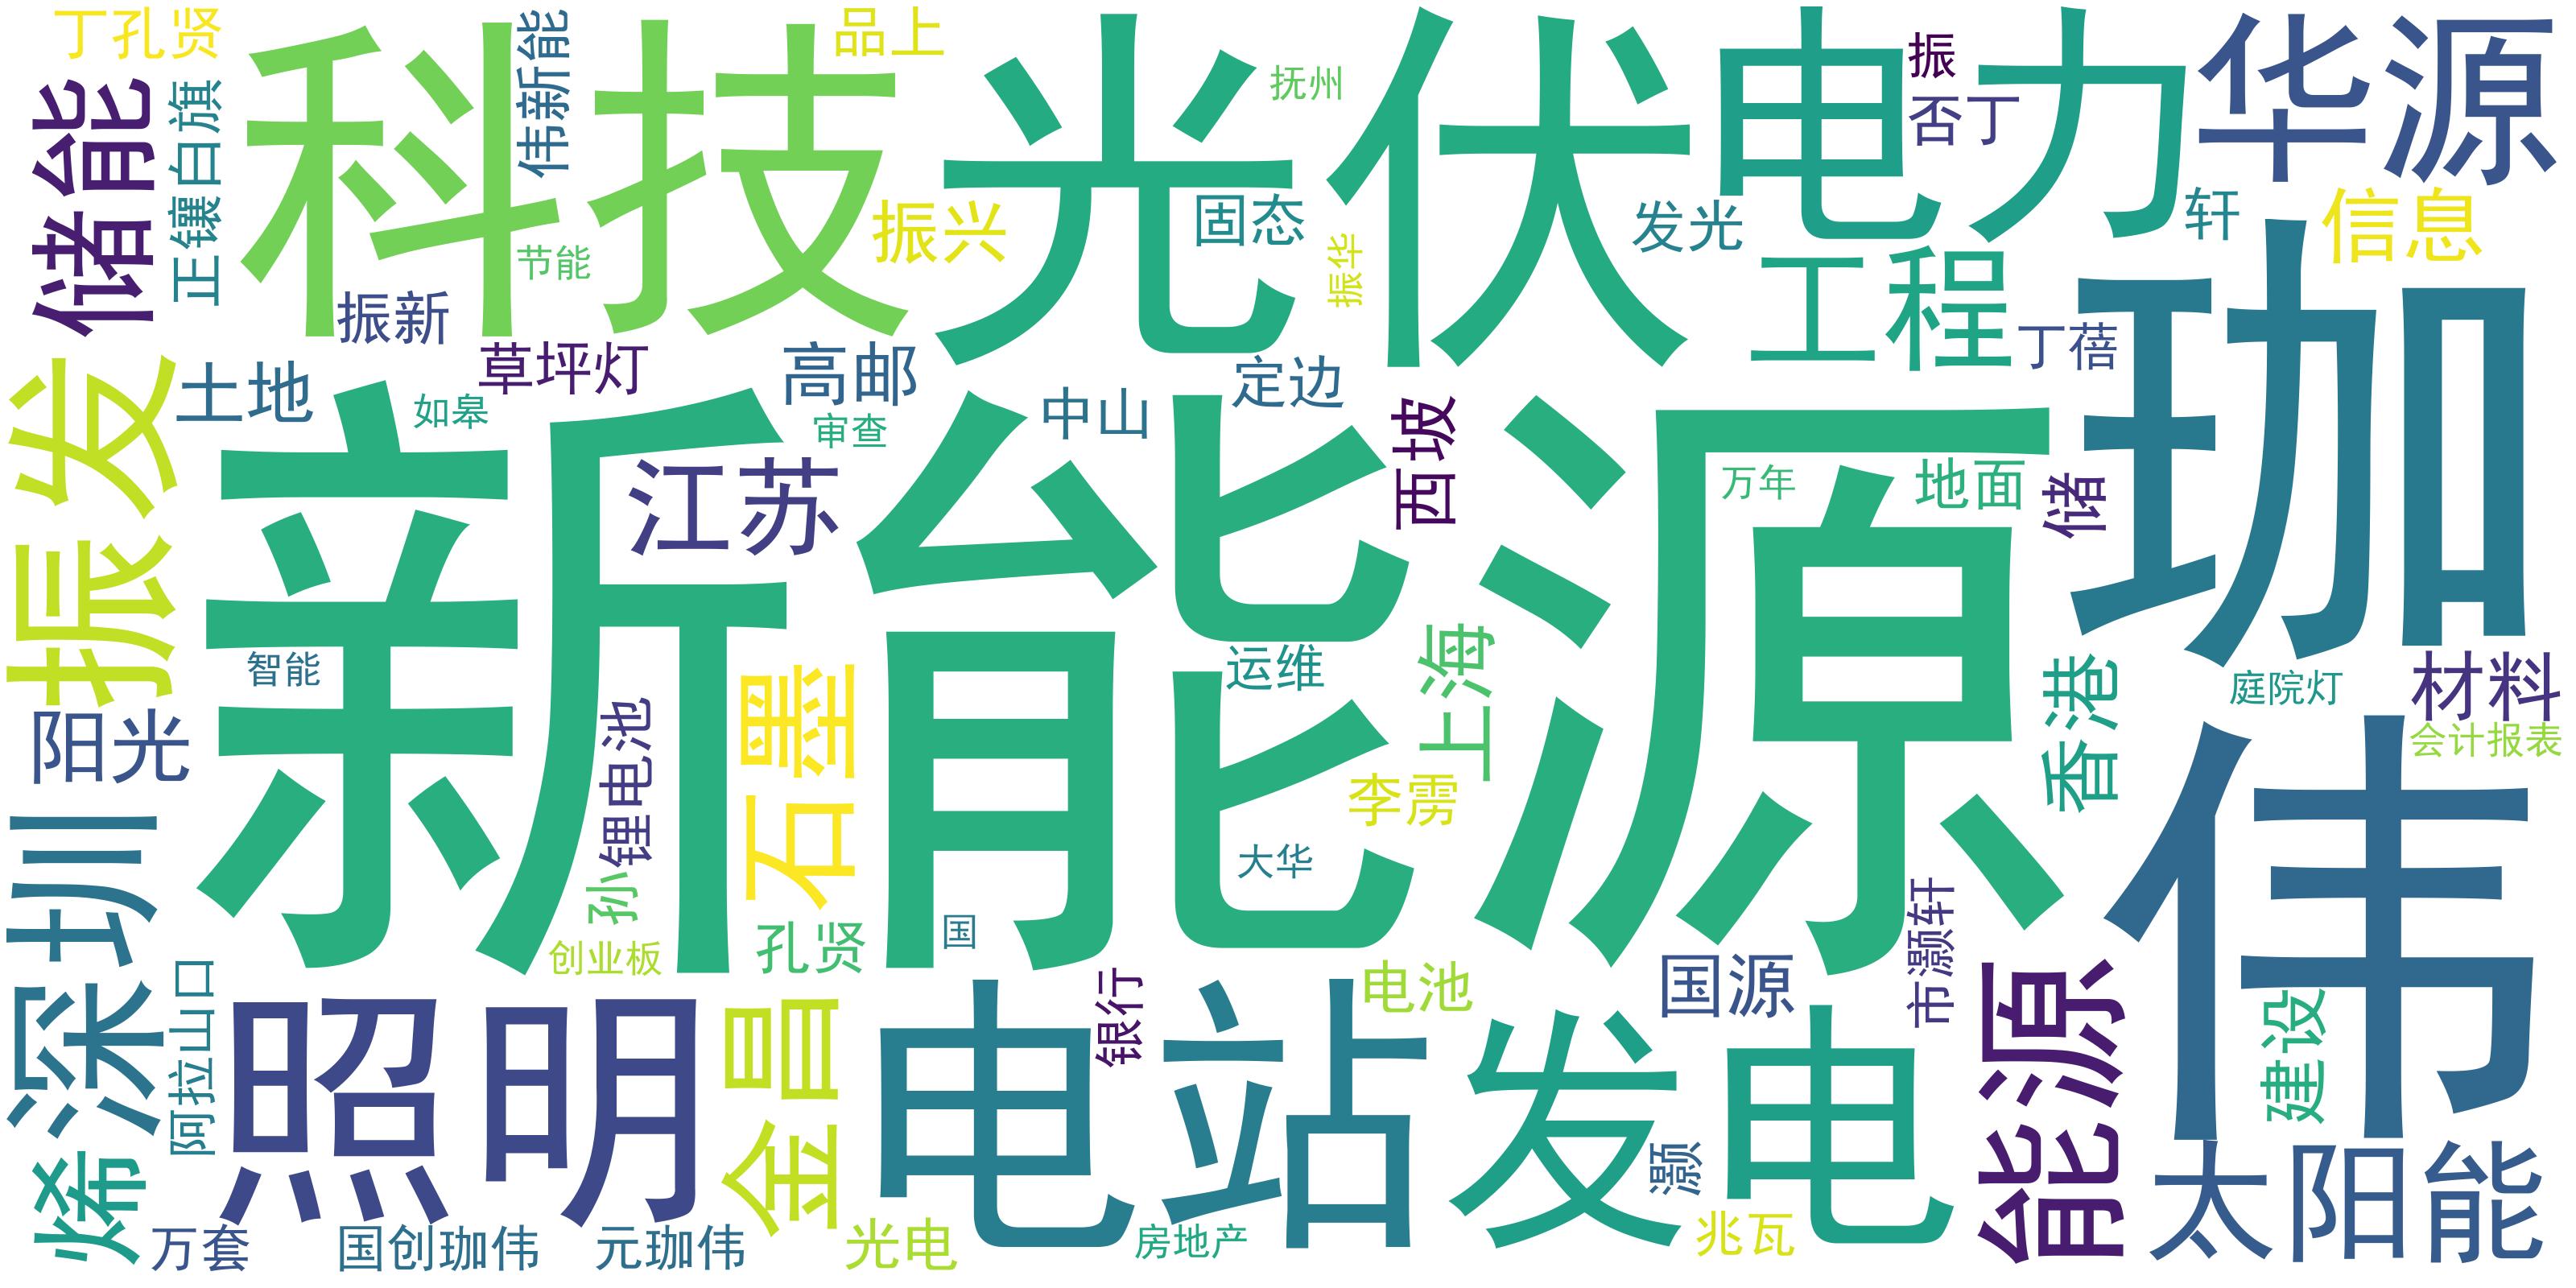 丁孔贤
科技
伟新能
品上
光伏
抚州
电力
振
否丁
华源
储能
正镶白旗
节能
振兴
固态
振华
发光
轩
信息
振新
草坪灯
工程
丁蓓
珈
振发
土地
如皋
高邮
审查
中山
定边
西坡
新能源
江苏
万年
地面
储
智能
阳光
锂电池
石墨
运维
上海
香港
庭院灯
材料
会计报表
李雳
大华
伟
深圳
孙
创业板
孔贤
国
市灏轩
能源
阿拉山口
照明
金昌
电站
银行
电池
发电
国源
建设
烯
灏
太阳能
万套
国创珈伟
元珈伟
光电
房地产
兆瓦